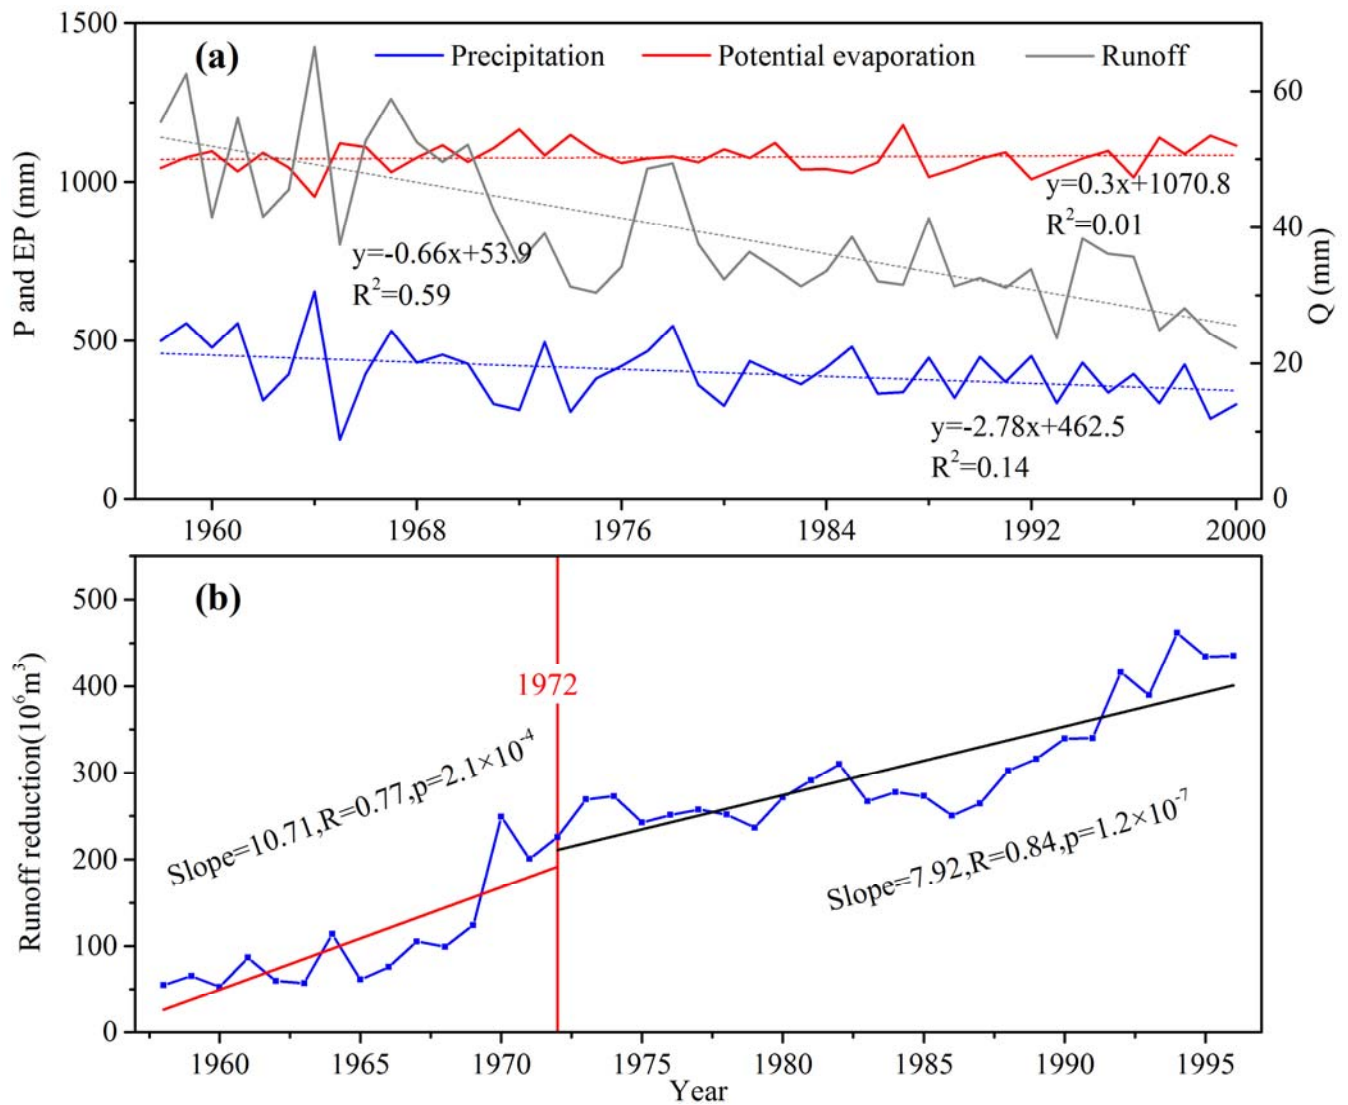 (a)
Precipitation
Potential evaporation
Runoff
1500
1000
500
0
P and EP (mm)
60
40
20
0
Q (mm)
y=0.3x+1070.8
R²=0.01
y=-0.66x+53.9
R²=0.59
y=-2.78x+462.5
R²=0.14
1960 1968 1976 1984 1992 2000
(b)
500
400
300
200
100
0
Runoff reduction(10⁶m³)
1972
Slope=10.71,R=0.77,p=2.1×10⁻⁴
Slope=7.92,R=0.84,p=1.2×10⁻⁷
1960 1965 1970 1975 1980 1985 1990 1995
Year